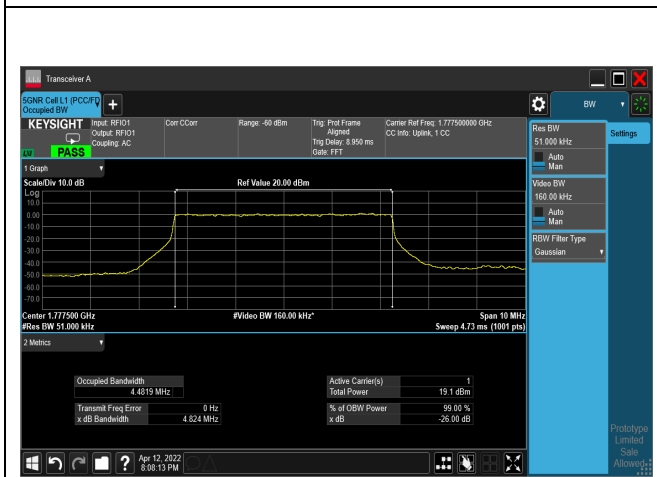 Transceiver A
5GNR Cell L1 (PCC/FD
Occupied BW
KEYSIGHT
PASS
Input: RFIO1
Output: RFIO1
Coupling: AC
Corr CCorr
Range: -60 dBm
Trig: Prot Frame
Aligned
Trig Delay: 8.950 ms
Gate: FFT
Carrier Ref Freq: 1.777500000 GHz
CC Info: Uplink, 1 CC
BW
Settings
Res BW
51.000 kHz
Auto
Man
Video BW
160.00 kHz
Auto
Man
RBW Filter Type
Gaussian
1 Graph
Scale/Div 10.0 dB
Ref Value 20.00 dBm
Log
10.0
0.00
-10.0
-20.0
-30.0
-40.0
-50.0
-60.0
-70.0
Center 1.777500 GHz
#Video BW 160.00 kHz*
Span 10 MHz
#Res BW 51.000 kHz
Sweep 4.73 ms (1001 pts)
2 Metrics
Occupied Bandwidth
4.4819 MHz
Active Carrier(s) 1
Total Power 19.1 dBm
Transmit Freq Error 0 Hz
x dB Bandwidth 4.824 MHz
% of OBW Power 99.00 %
x dB -26.00 dB
Prototype
Limited
Sale
Allowed
Apr 12, 2022
8:08:13 PM